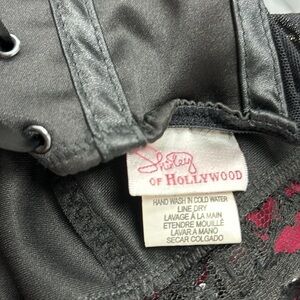 Shirley
OF HOLLYWOOD
HAND WASH IN COLD WATER
LINE DRY
LAVAGE À LA MAIN
ETENDRE MOUILLÉ
LAVAR A MANO
SECAR COLGADO